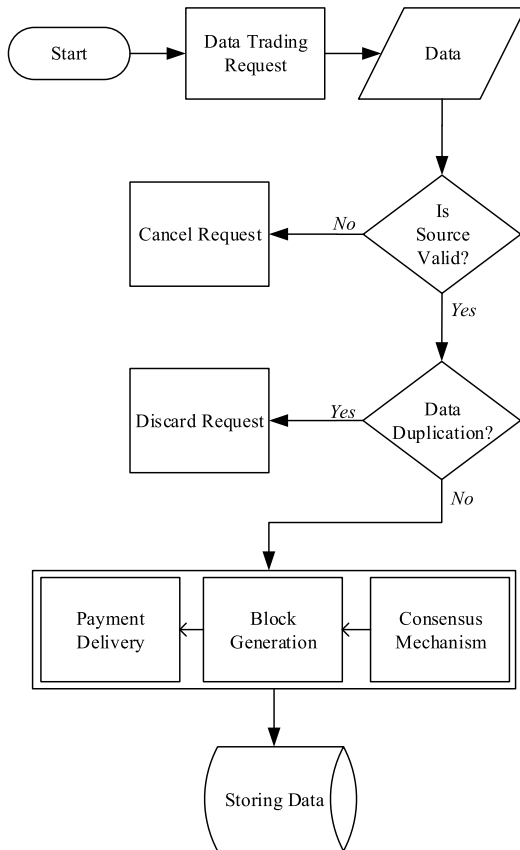 Start
Data Trading
Request
Data
Is
Source
Valid?
No
Cancel Request
Yes
Data
Duplication?
Yes
Discard Request
No
Payment
Delivery
Block
Generation
Consensus
Mechanism
Storing Data